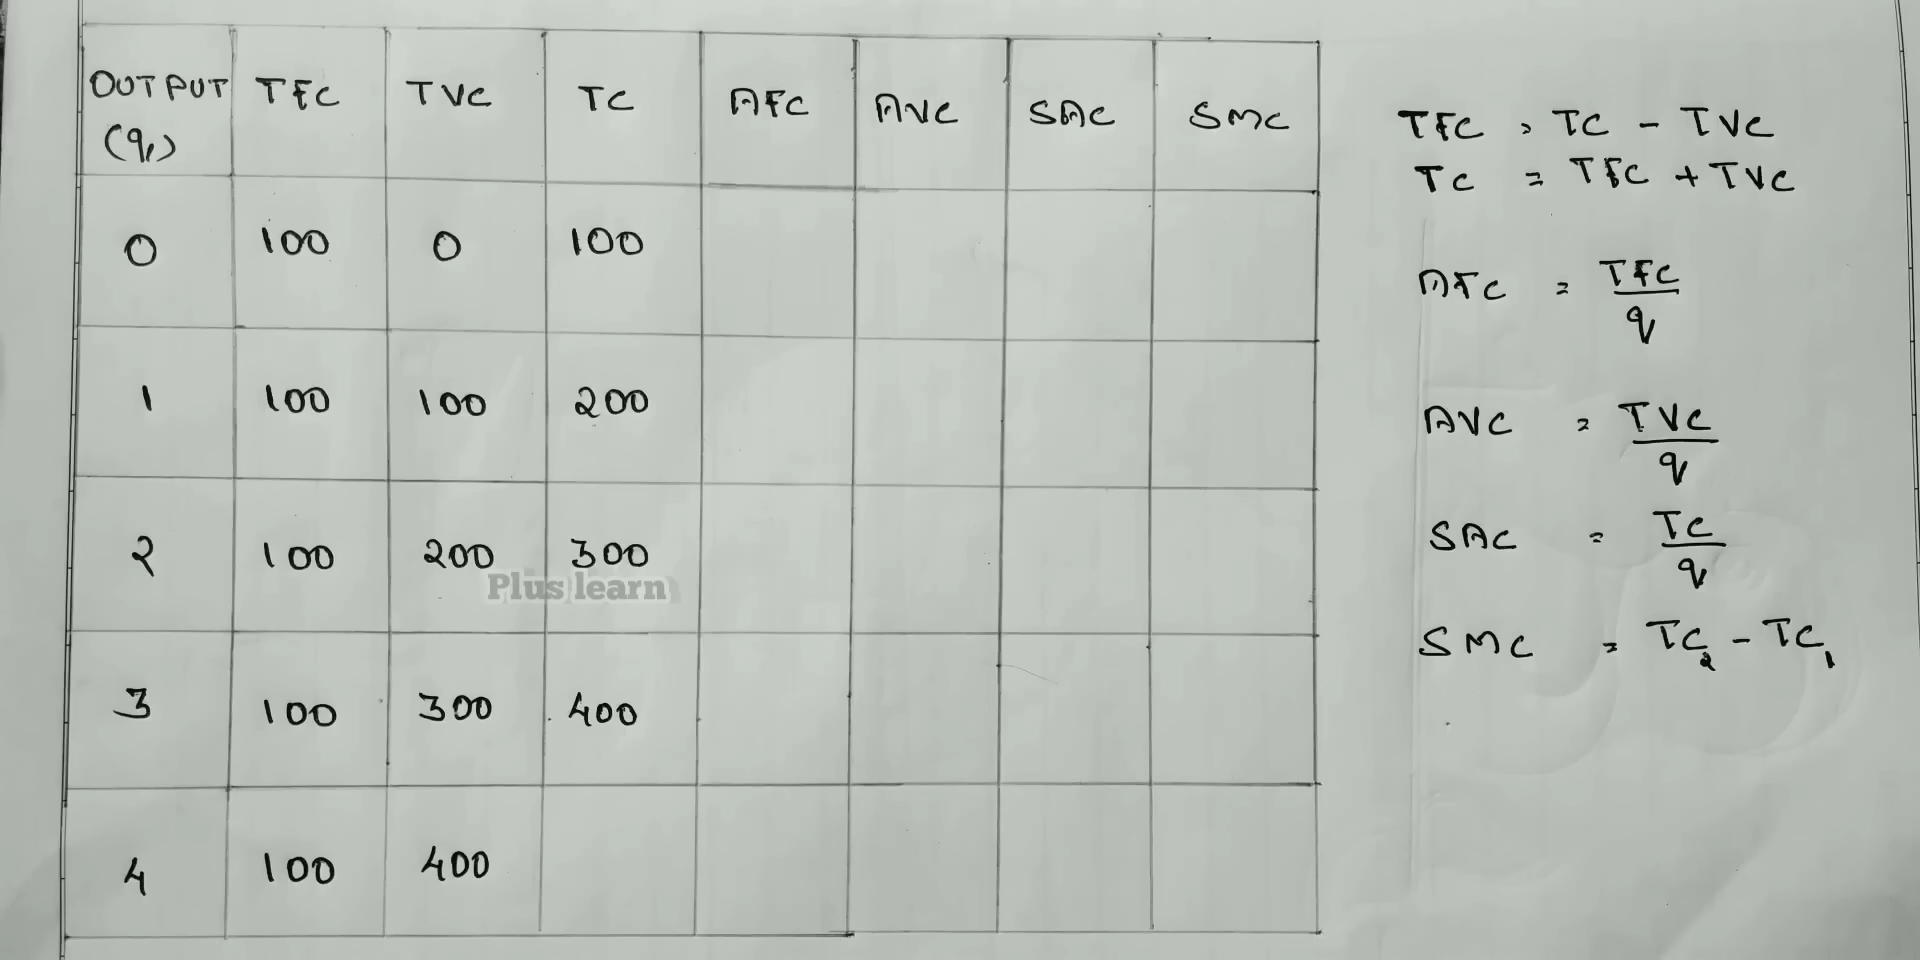 OUTPUT TFC TVC TC AFC AVC SAC SMC
(q)
0 100 0 100
1 100 100 200
2 100 200 300
Plus learn
3 100 300 400
4 100 400
TFC = TC - TVC
TC = TFC + TVC
AFC = TFC
q
AVC = TVC
q
SAC = TC
q
SMC = TC2 - TC1